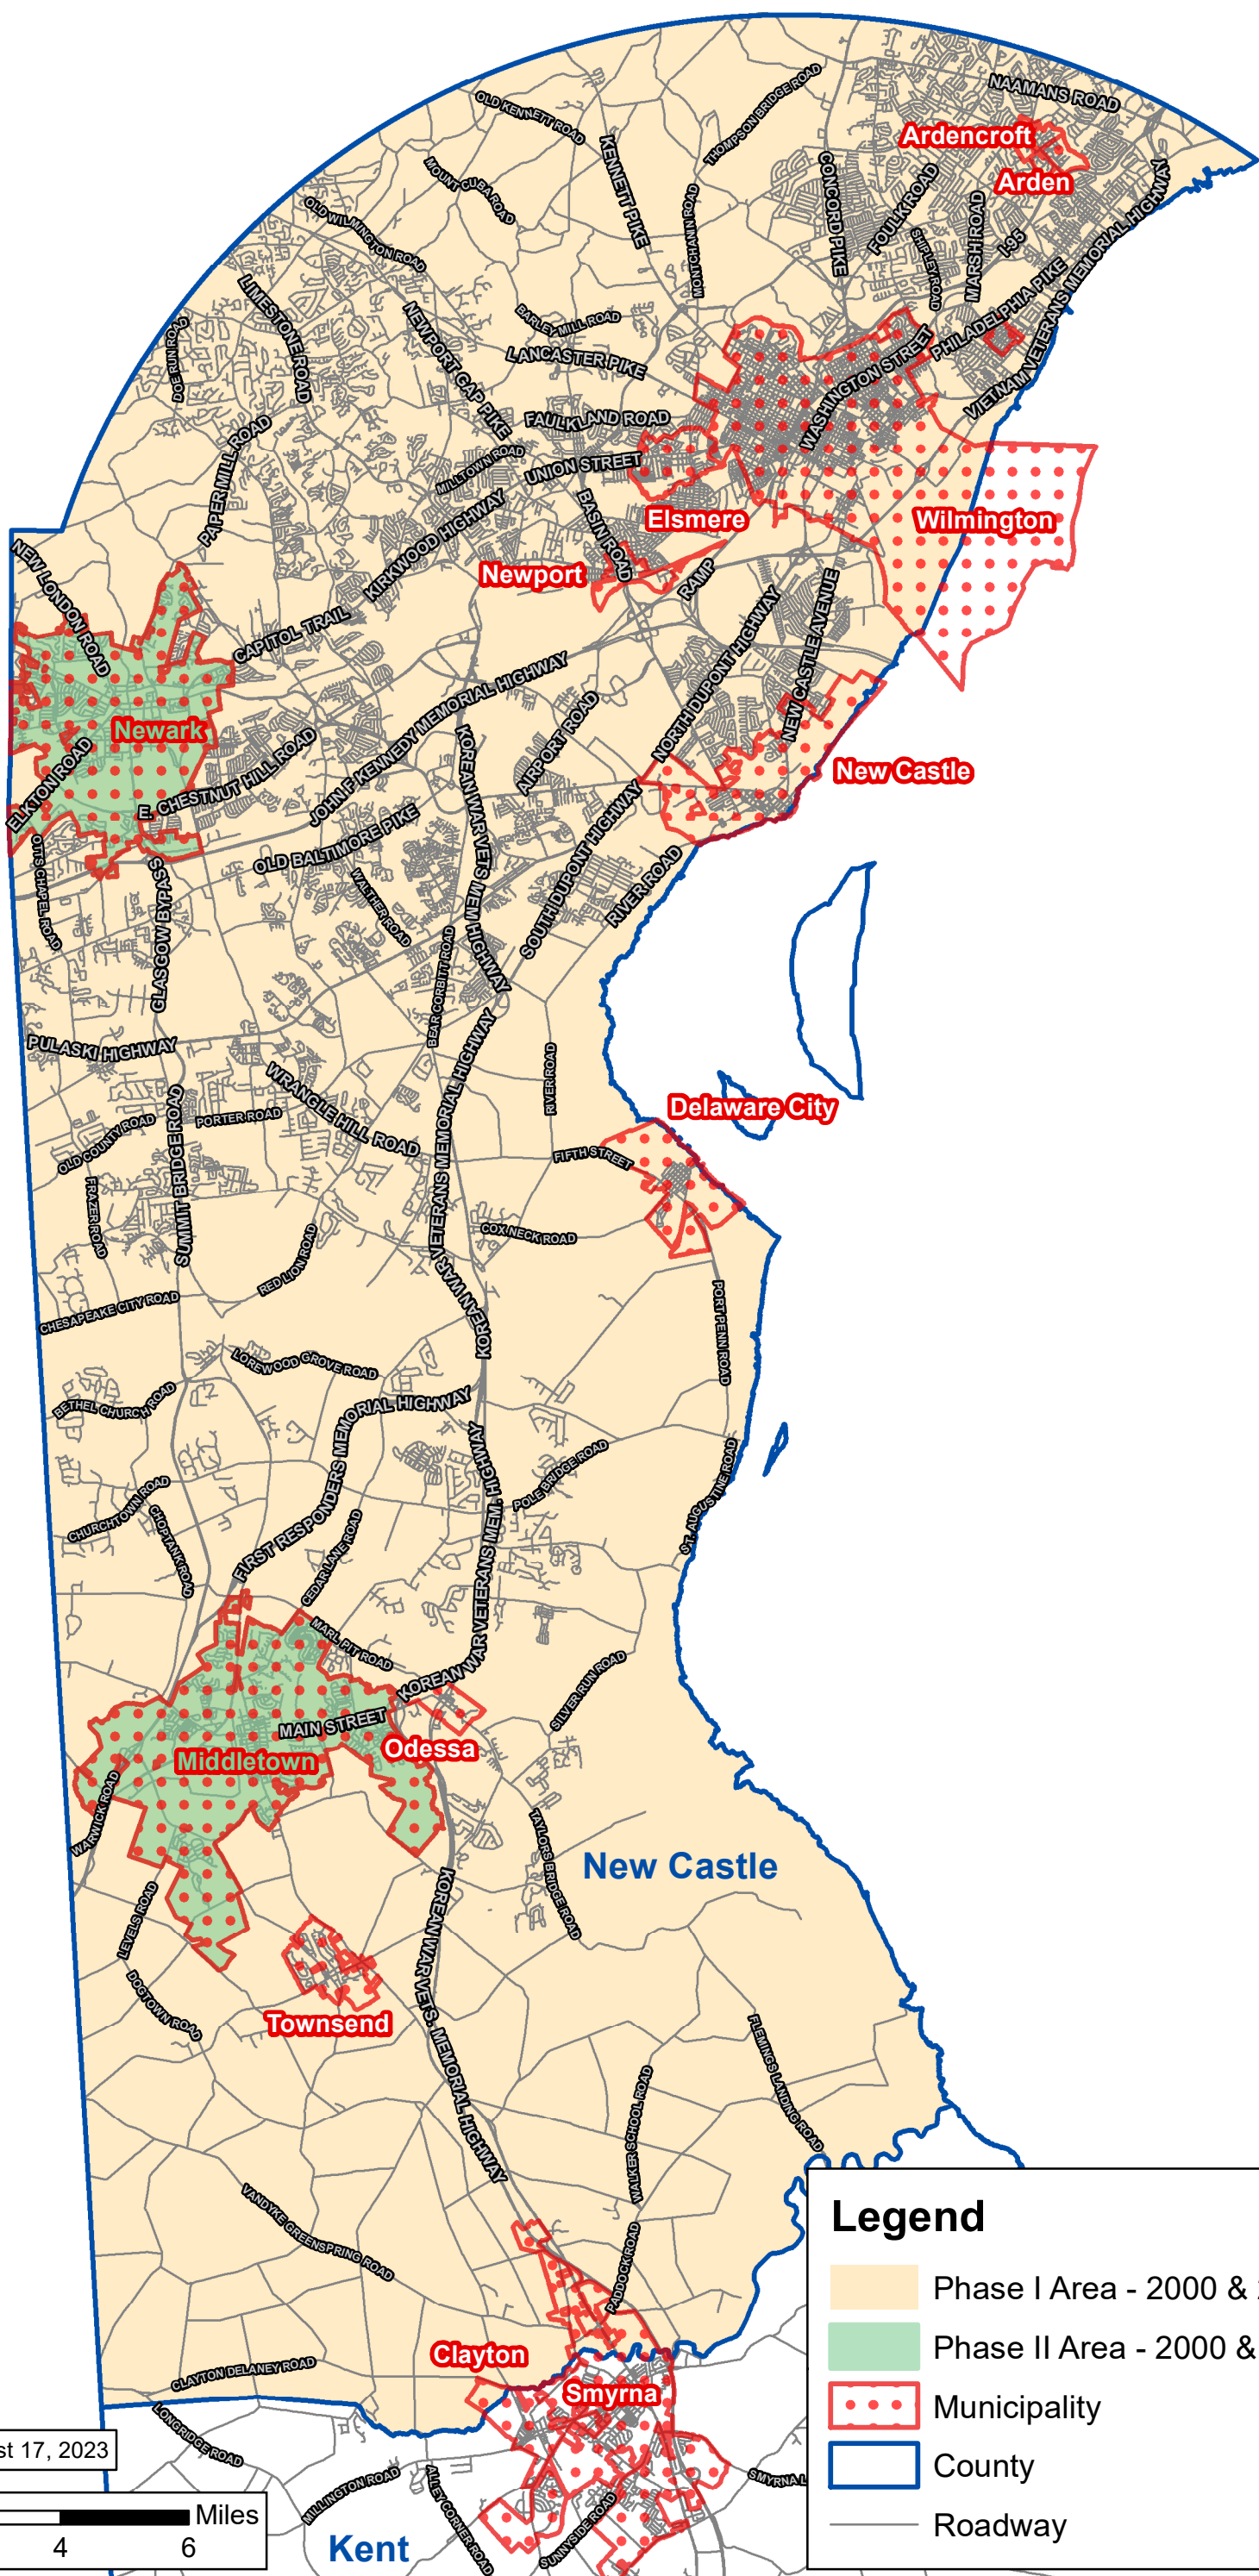 NAAMANS ROAD
OLD KENNETT ROAD
THOMPSON BRIDGE ROAD
Ardencroft
KENNETT PIKE
CONCORD PIKE
MOUNT CUBA ROAD
Arden
FOULK ROAD
MARSH ROAD
MONTCHANIN ROAD
OLD WILMINGTON ROAD
SHIPLEY ROAD
I-95
VIETNAM VETERANS MEMORIAL HIGHWAY
LIMESTONE ROAD
NEWPORT GAP PIKE
BARLEY MILL ROAD
PHILADELPHIA PIKE
DOE RUN ROAD
LANCASTER PIKE
WASHINGTON STREET
FAULKLAND ROAD
PAPER MILL ROAD
MILLTOWN ROAD
UNION STREET
BASIN ROAD
Elsmere
Wilmington
KIRKWOOD HIGHWAY
NEW LONDON ROAD
Newport
RAMP
CAPITOL TRAIL
NORTH DUPONT HIGHWAY
NEW CASTLE AVENUE
JOHN F KENNEDY MEMORIAL HIGHWAY
Newark
AIRPORT ROAD
New Castle
ELKTON ROAD
E. CHESTNUT HILL ROAD
KOREAN WAR VETS MEM HIGHWAY
OLD BALTIMORE PIKE
SOUTH DUPONT HIGHWAY
OTTS CHAPEL ROAD
GLASGOW BYPASS
WALTHER ROAD
RIVER ROAD
BEAR CORBITT ROAD
PULASKI HIGHWAY
WRANGLE HILL ROAD
RIVER ROAD
Delaware City
OLD COUNTY ROAD
PORTER ROAD
FIFTH STREET
SUMMIT BRIDGE ROAD
FRAZER ROAD
KOREAN WAR VETERANS MEMORIAL HIGHWAY
COX NECK ROAD
RED LION ROAD
CHESAPEAKE CITY ROAD
PORT PENN ROAD
LOREWOOD GROVE ROAD
BETHEL CHURCH ROAD
FIRST RESPONDERS MEMORIAL HIGHWAY
POLE BRIDGE ROAD
ST. AUGUSTINE ROAD
CHURCHTOWN ROAD
CHOPTANK ROAD
CEDAR LANE ROAD
KOREAN WAR VETERANS MEM. HIGHWAY
MARL PIT ROAD
SILVER RUN ROAD
MAIN STREET
Odessa
Middletown
WARWICK ROAD
TAYLORS BRIDGE ROAD
New Castle
LEVELS ROAD
KOREAN WAR VETS. MEMORIAL HIGHWAY
DOGTOWN ROAD
Townsend
FLEMINGS LANDING ROAD
WALKER SCHOOL ROAD
VANDYKE GREENSPRING ROAD
PADDOCK ROAD
Clayton
CLAYTON DELANEY ROAD
Smyrna
LONGRIDGE ROAD
MILLINGTON ROAD
ALLEY CORNER ROAD
SUNNYSIDE ROAD
SMYRNA L
Kent
st 17, 2023
Miles
4 6
Legend
Phase I Area - 2000 &
Phase II Area - 2000 &
Municipality
County
Roadway